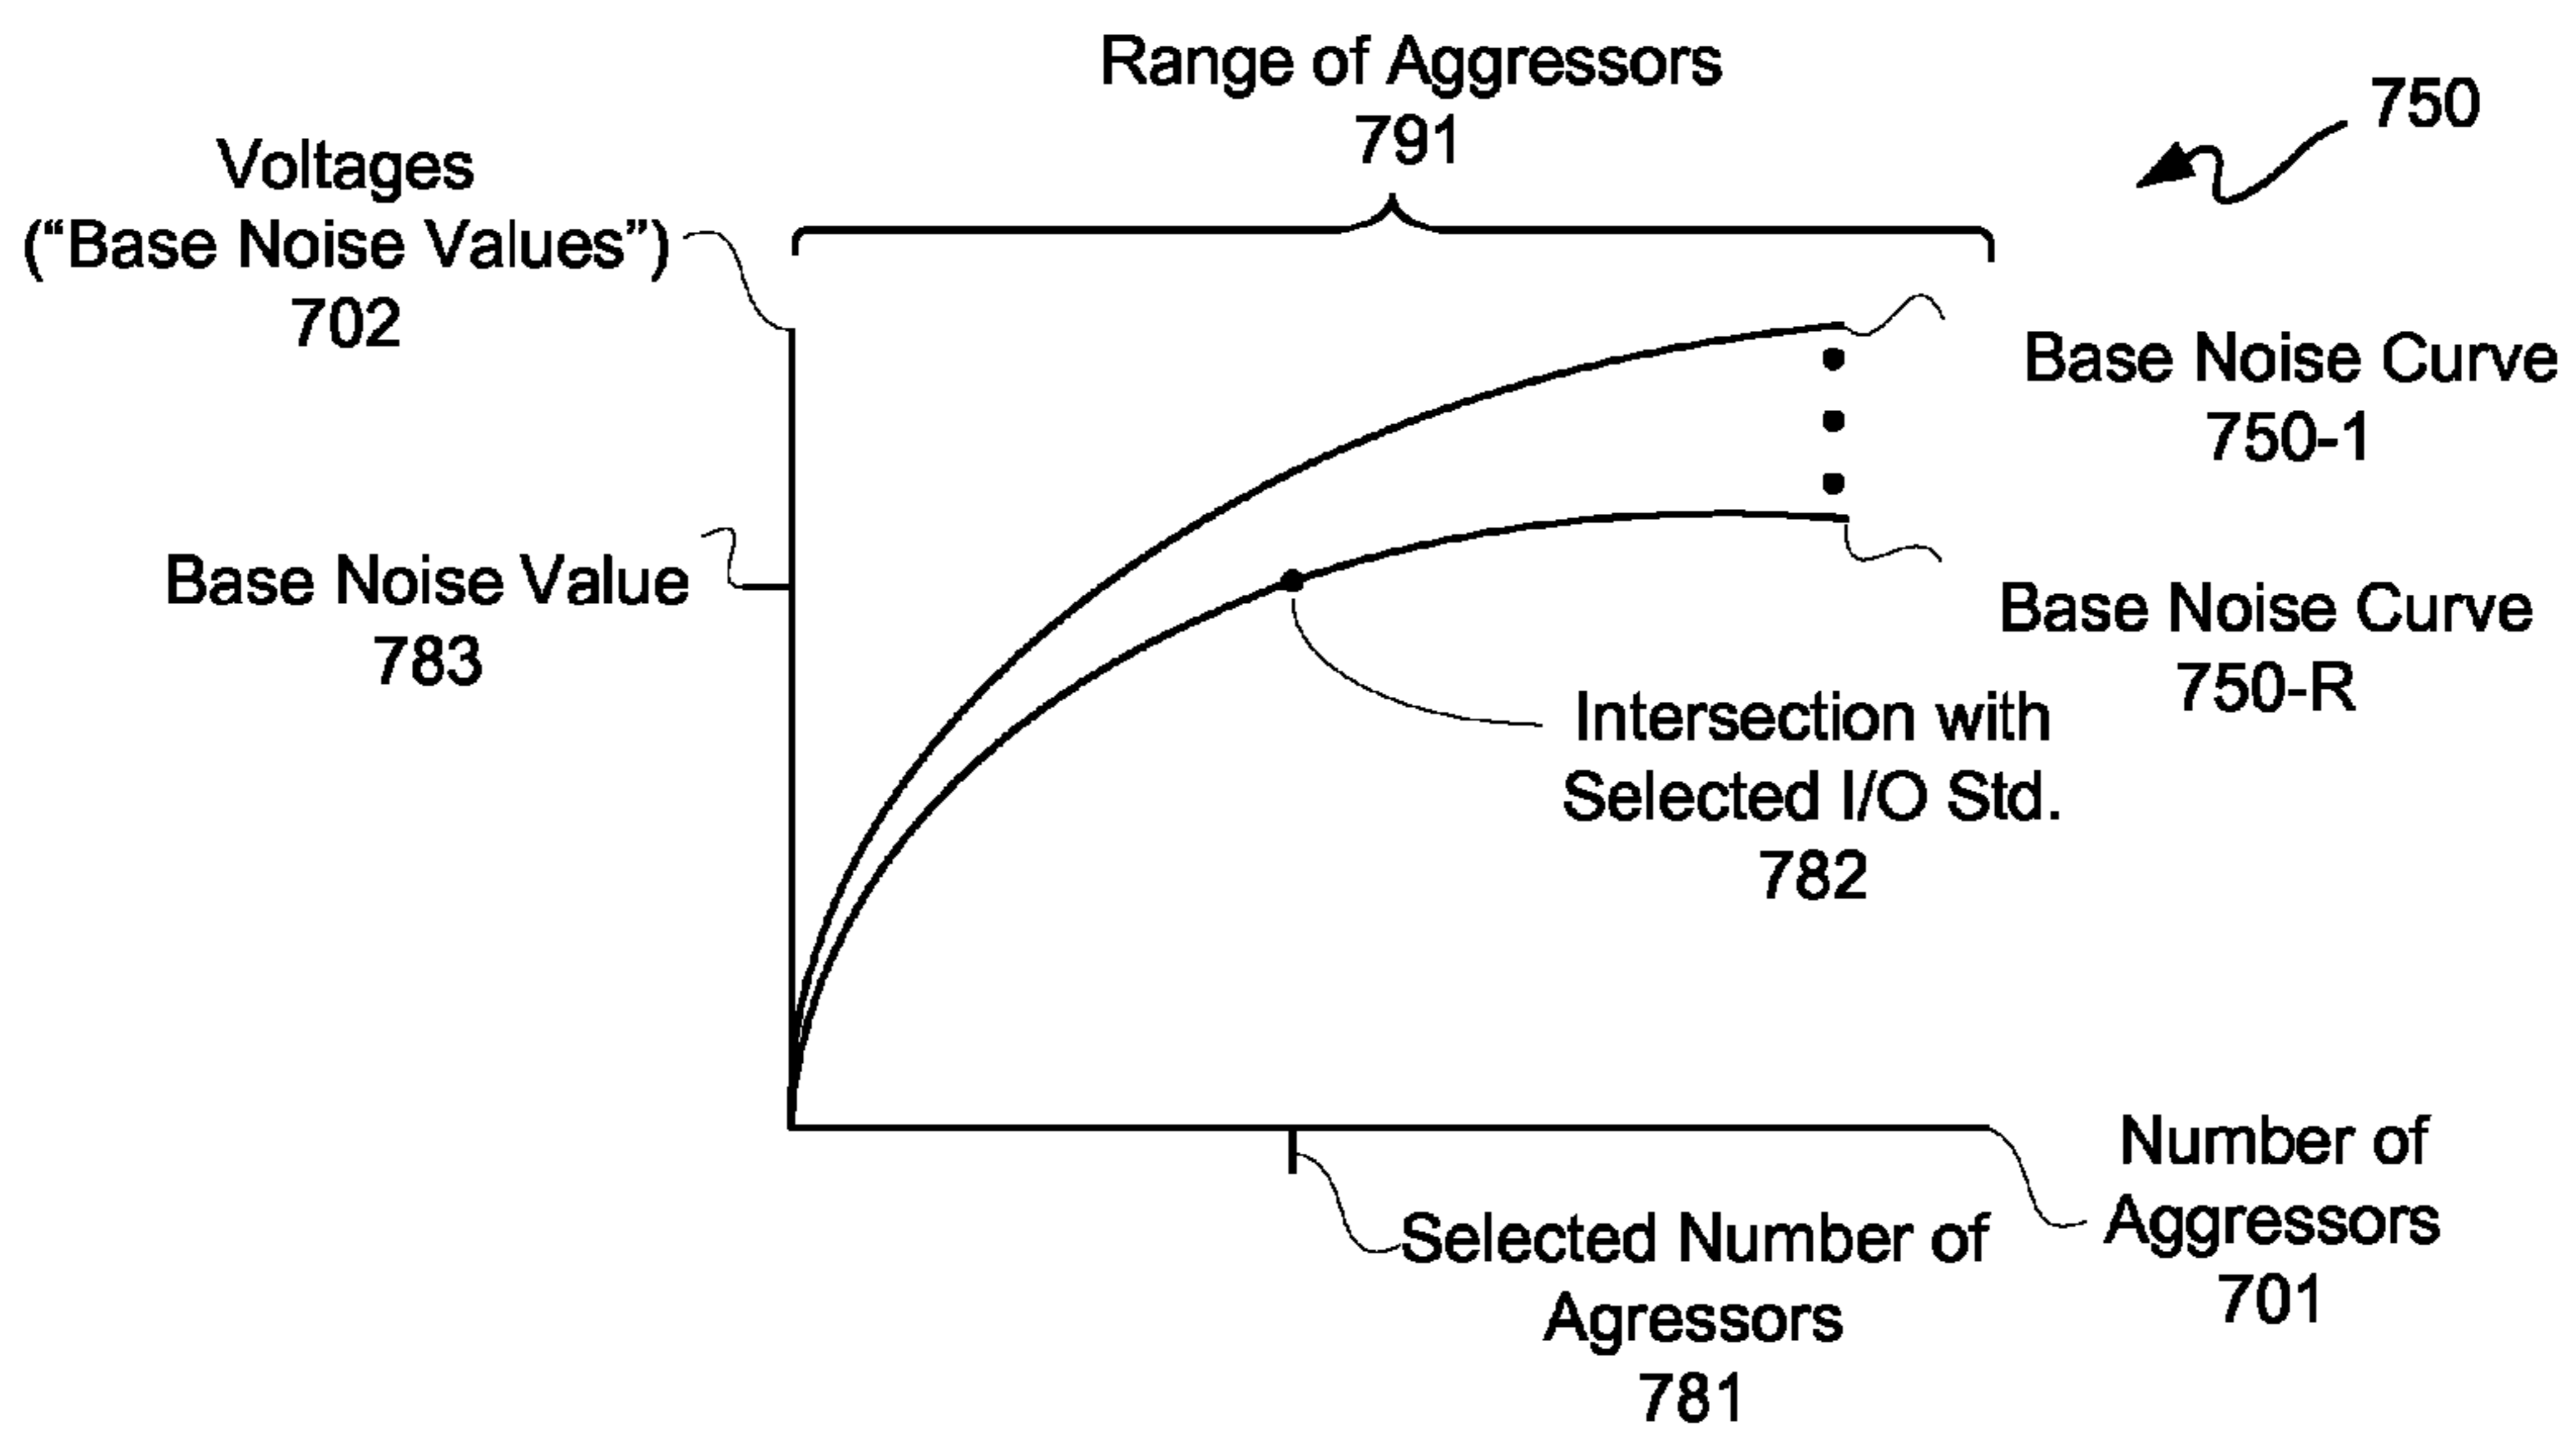 Range of Aggressors
791
750
Voltages
(“Base Noise Values”)
702
Base Noise Curve
750-1
Base Noise Value
783
Base Noise Curve
750-R
Intersection with
Selected I/O Std.
782
Number of
Aggressors
701
Selected Number of
Agressors
781